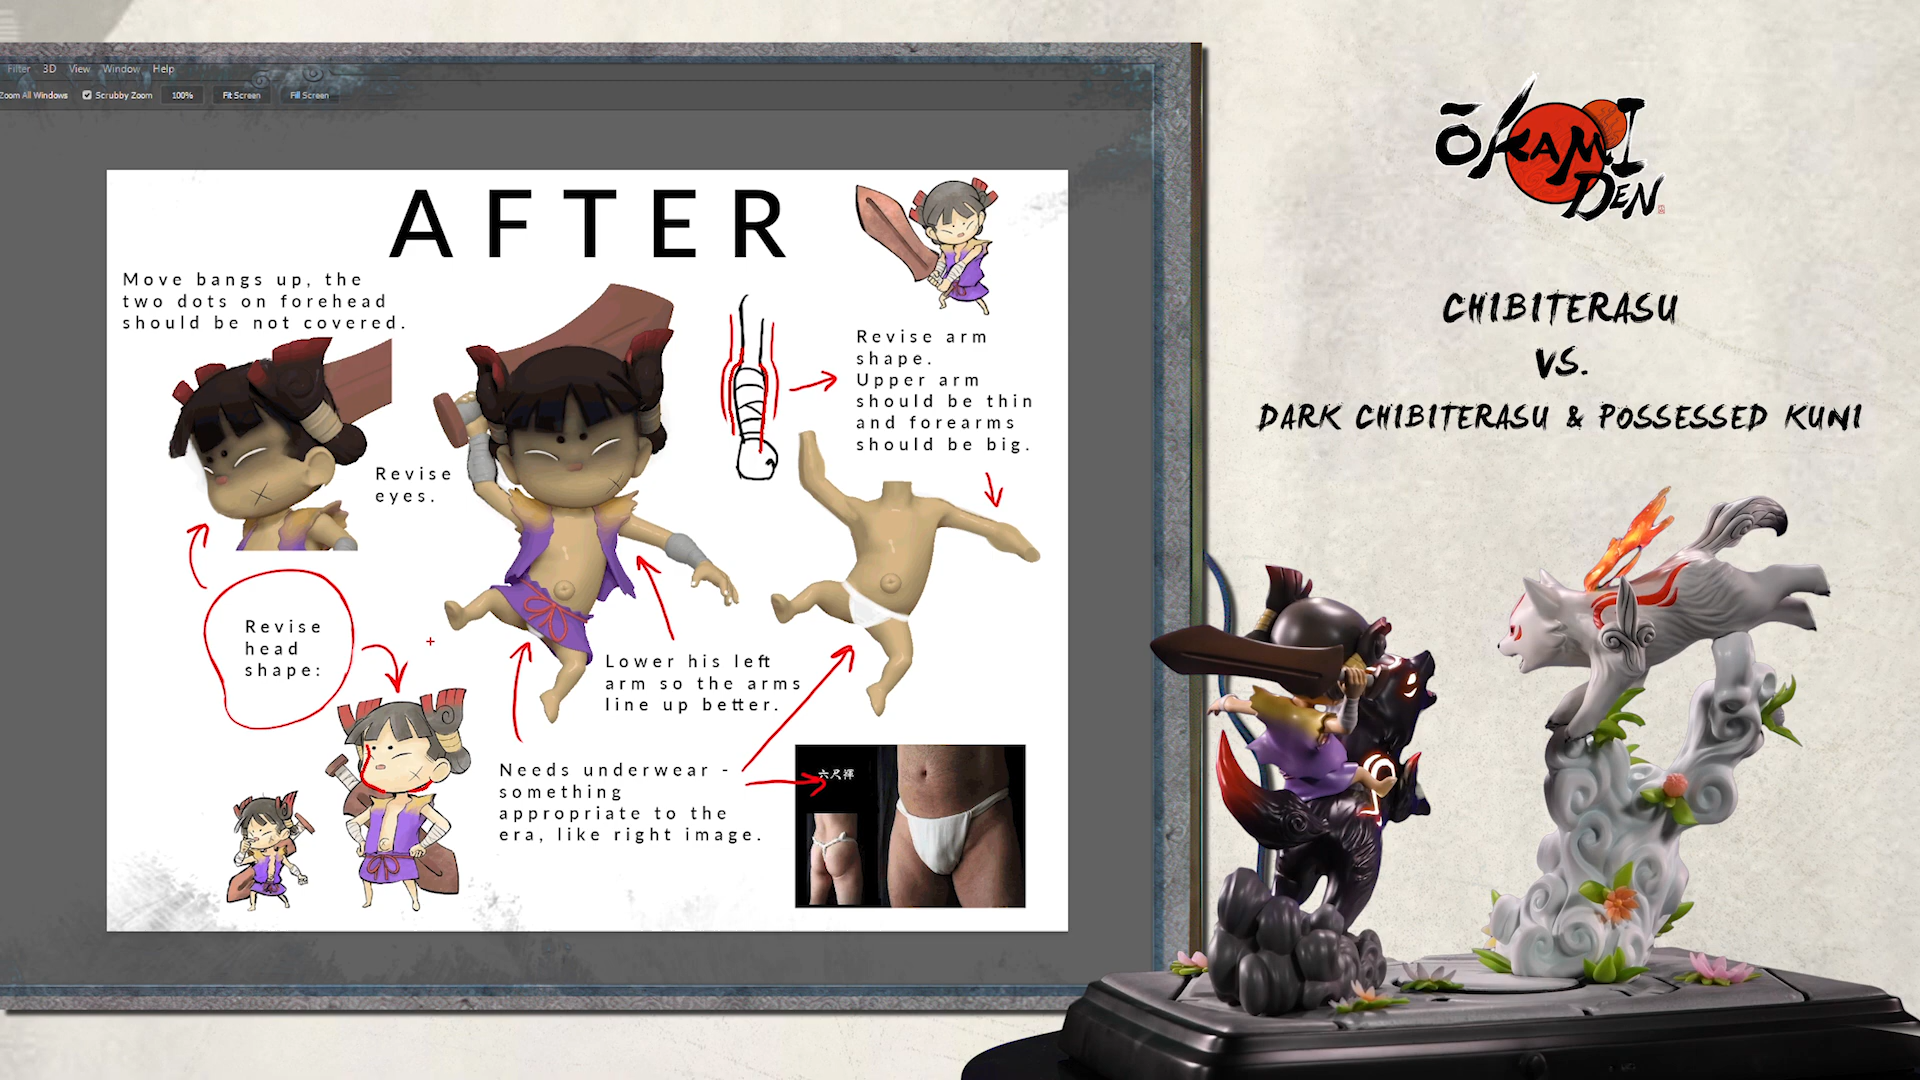 Filter 3D View Window Help
Zoom All Windows Scrubby Zoom 100% Fit Screen Fill Screen
AFTER
Move bangs up, the
two dots on forehead
should be not covered.
Revise
eyes.
Revise arm
shape.
Upper arm
should be thin
and forearms
should be big.
Revise
head
shape:
Lower his left
arm so the arms
line up better.
Needs underwear -
something
appropriate to the
era, like right image.
六尺褌
ŌKAMI
DEN
CHIBITERASU
VS.
DARK CHIBITERASU & POSSESSED KUNI